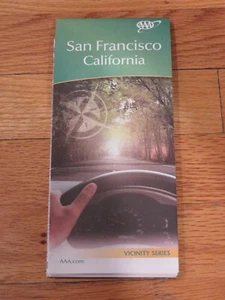 AAA
San Francisco
California
VICINITY SERIES
AAA.com